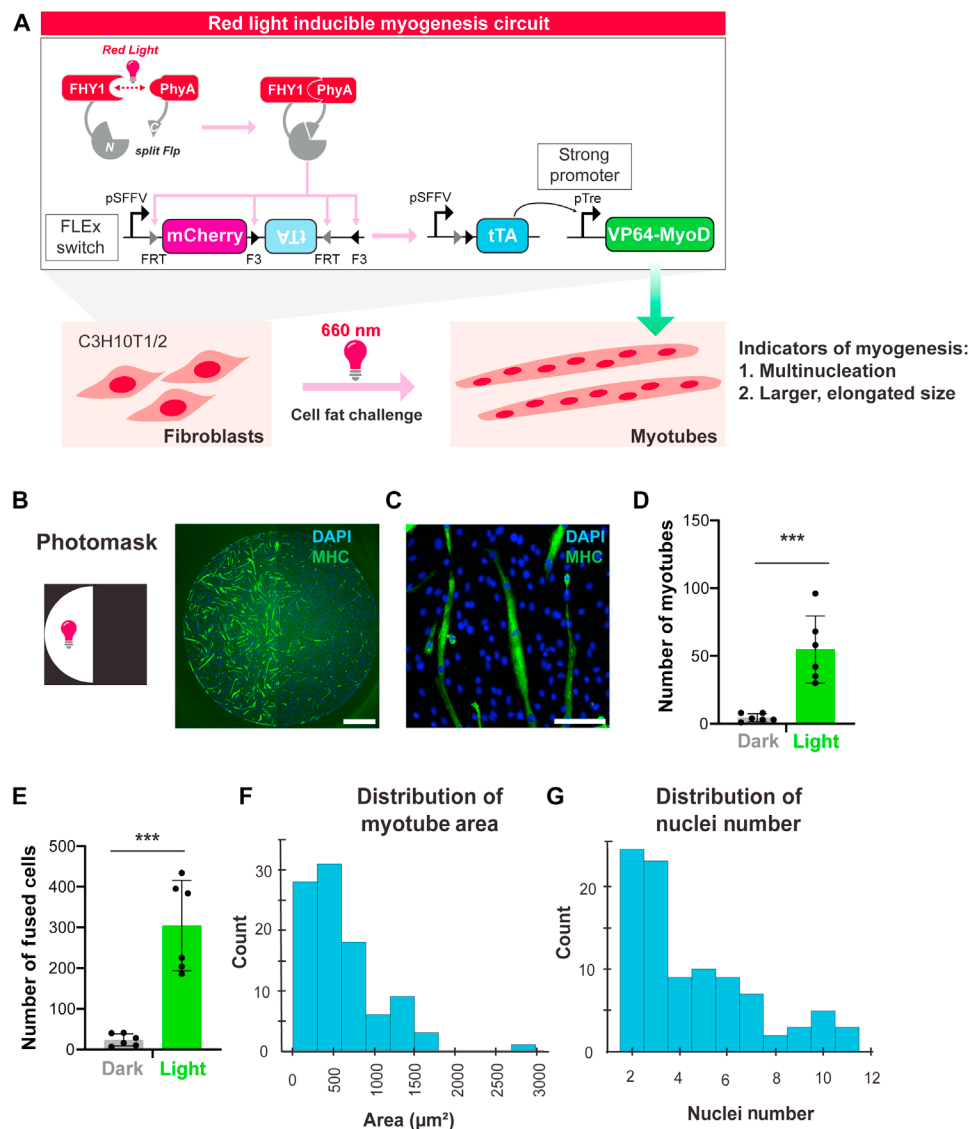 A
Red light inducible myogenesis circuit
Red Light
FHY1
PhyA
FHY1
PhyA
N
C
split Flp
Strong
promoter
pSFFV
pSFFV
pTre
FLEx
switch
mCherry
tTA
tTA
VP64-MyoD
FRT
F3
FRT
F3
C3H10T1/2
660 nm
Cell fat challenge
Fibroblasts
Myotubes
Indicators of myogenesis:
1. Multinucleation
2. Larger, elongated size
B
Photomask
DAPI
MHC
C
DAPI
MHC
D
Number of myotubes
150
100
50
0
***
Dark
Light
E
Number of fused cells
500
400
300
200
100
0
***
Dark
Light
F
Distribution of
myotube area
Count
30
20
10
0
0
500
1000
1500
2000
2500
3000
Area (µm²)
G
Distribution of
nuclei number
Count
20
10
0
2
4
6
8
10
12
Nuclei number